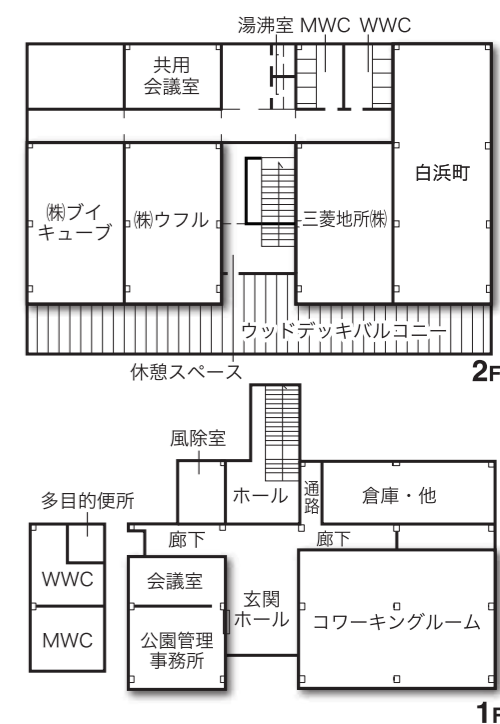 湯沸室 MWC WWC
共用
会議室
白浜町
㈱ブイ
キューブ
㈱ウフル
三菱地所㈱
ウッドデッキバルコニー
休憩スペース
2F
風除室
多目的便所
ホール
通路
倉庫・他
廊下
廊下
WWC
会議室
玄関
ホール
コワーキングルーム
MWC
公園管理
事務所
1F